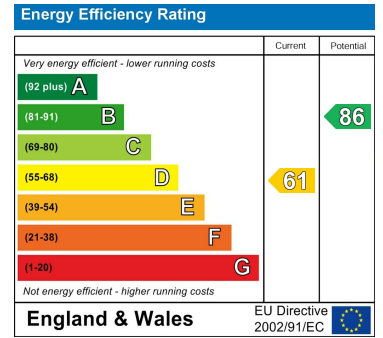 Energy Efficiency Rating
Current Potential
Very energy efficient - lower running costs
(92 plus) A
(81-91) B
86
(69-80) C
(55-68) D
61
(39-54) E
(21-38) F
(1-20) G
Not energy efficient - higher running costs
England & Wales
EU Directive
2002/91/EC